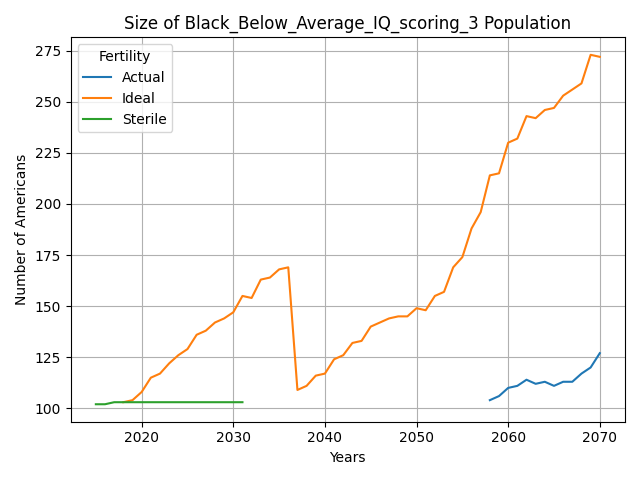 Size of Black_Below_Average_IQ_scoring_3 Population
Fertility
Actual
Ideal
Sterile
Number of Americans
275
250
225
200
175
150
125
100
2020 2030 2040 2050 2060 2070
Years